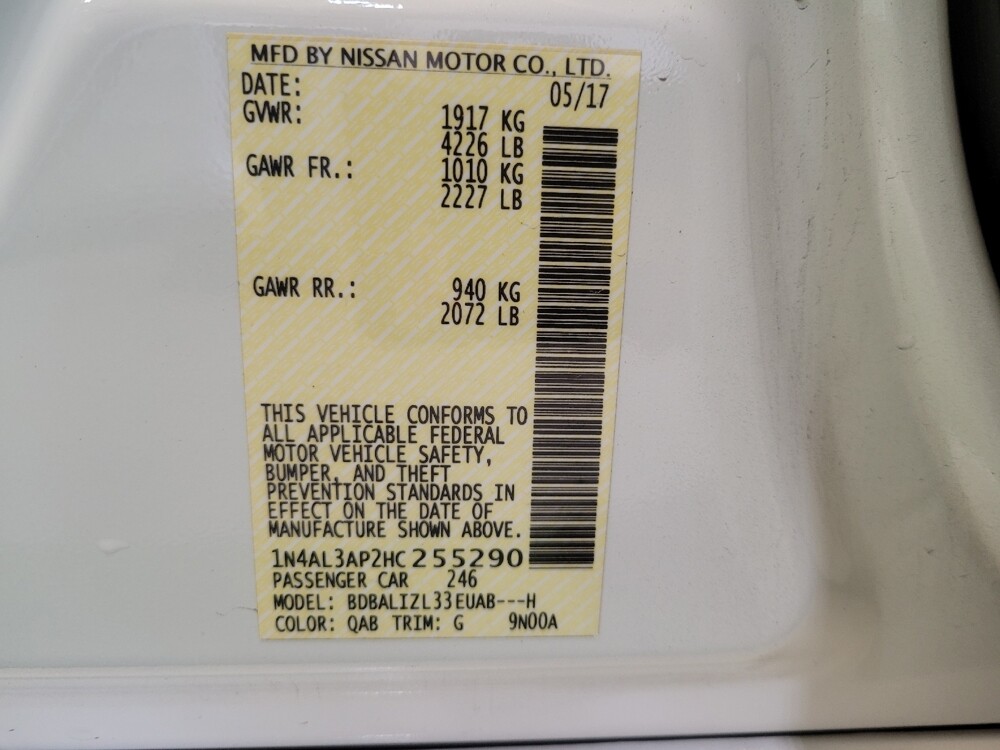 MFD BY NISSAN MOTOR CO., LTD.
DATE: 05/17
GVWR: 1917 KG
4226 LB
GAWR FR.: 1010 KG
2227 LB
GAWR RR.: 940 KG
2072 LB
THIS VEHICLE CONFORMS TO
ALL APPLICABLE FEDERAL
MOTOR VEHICLE SAFETY,
BUMPER, AND THEFT
PREVENTION STANDARDS IN
EFFECT ON THE DATE OF
MANUFACTURE SHOWN ABOVE.
1N4AL3AP2HC255290
PASSENGER CAR 246
MODEL: BDBALIZL33EUAB---H
COLOR: QAB TRIM: G 9N00A